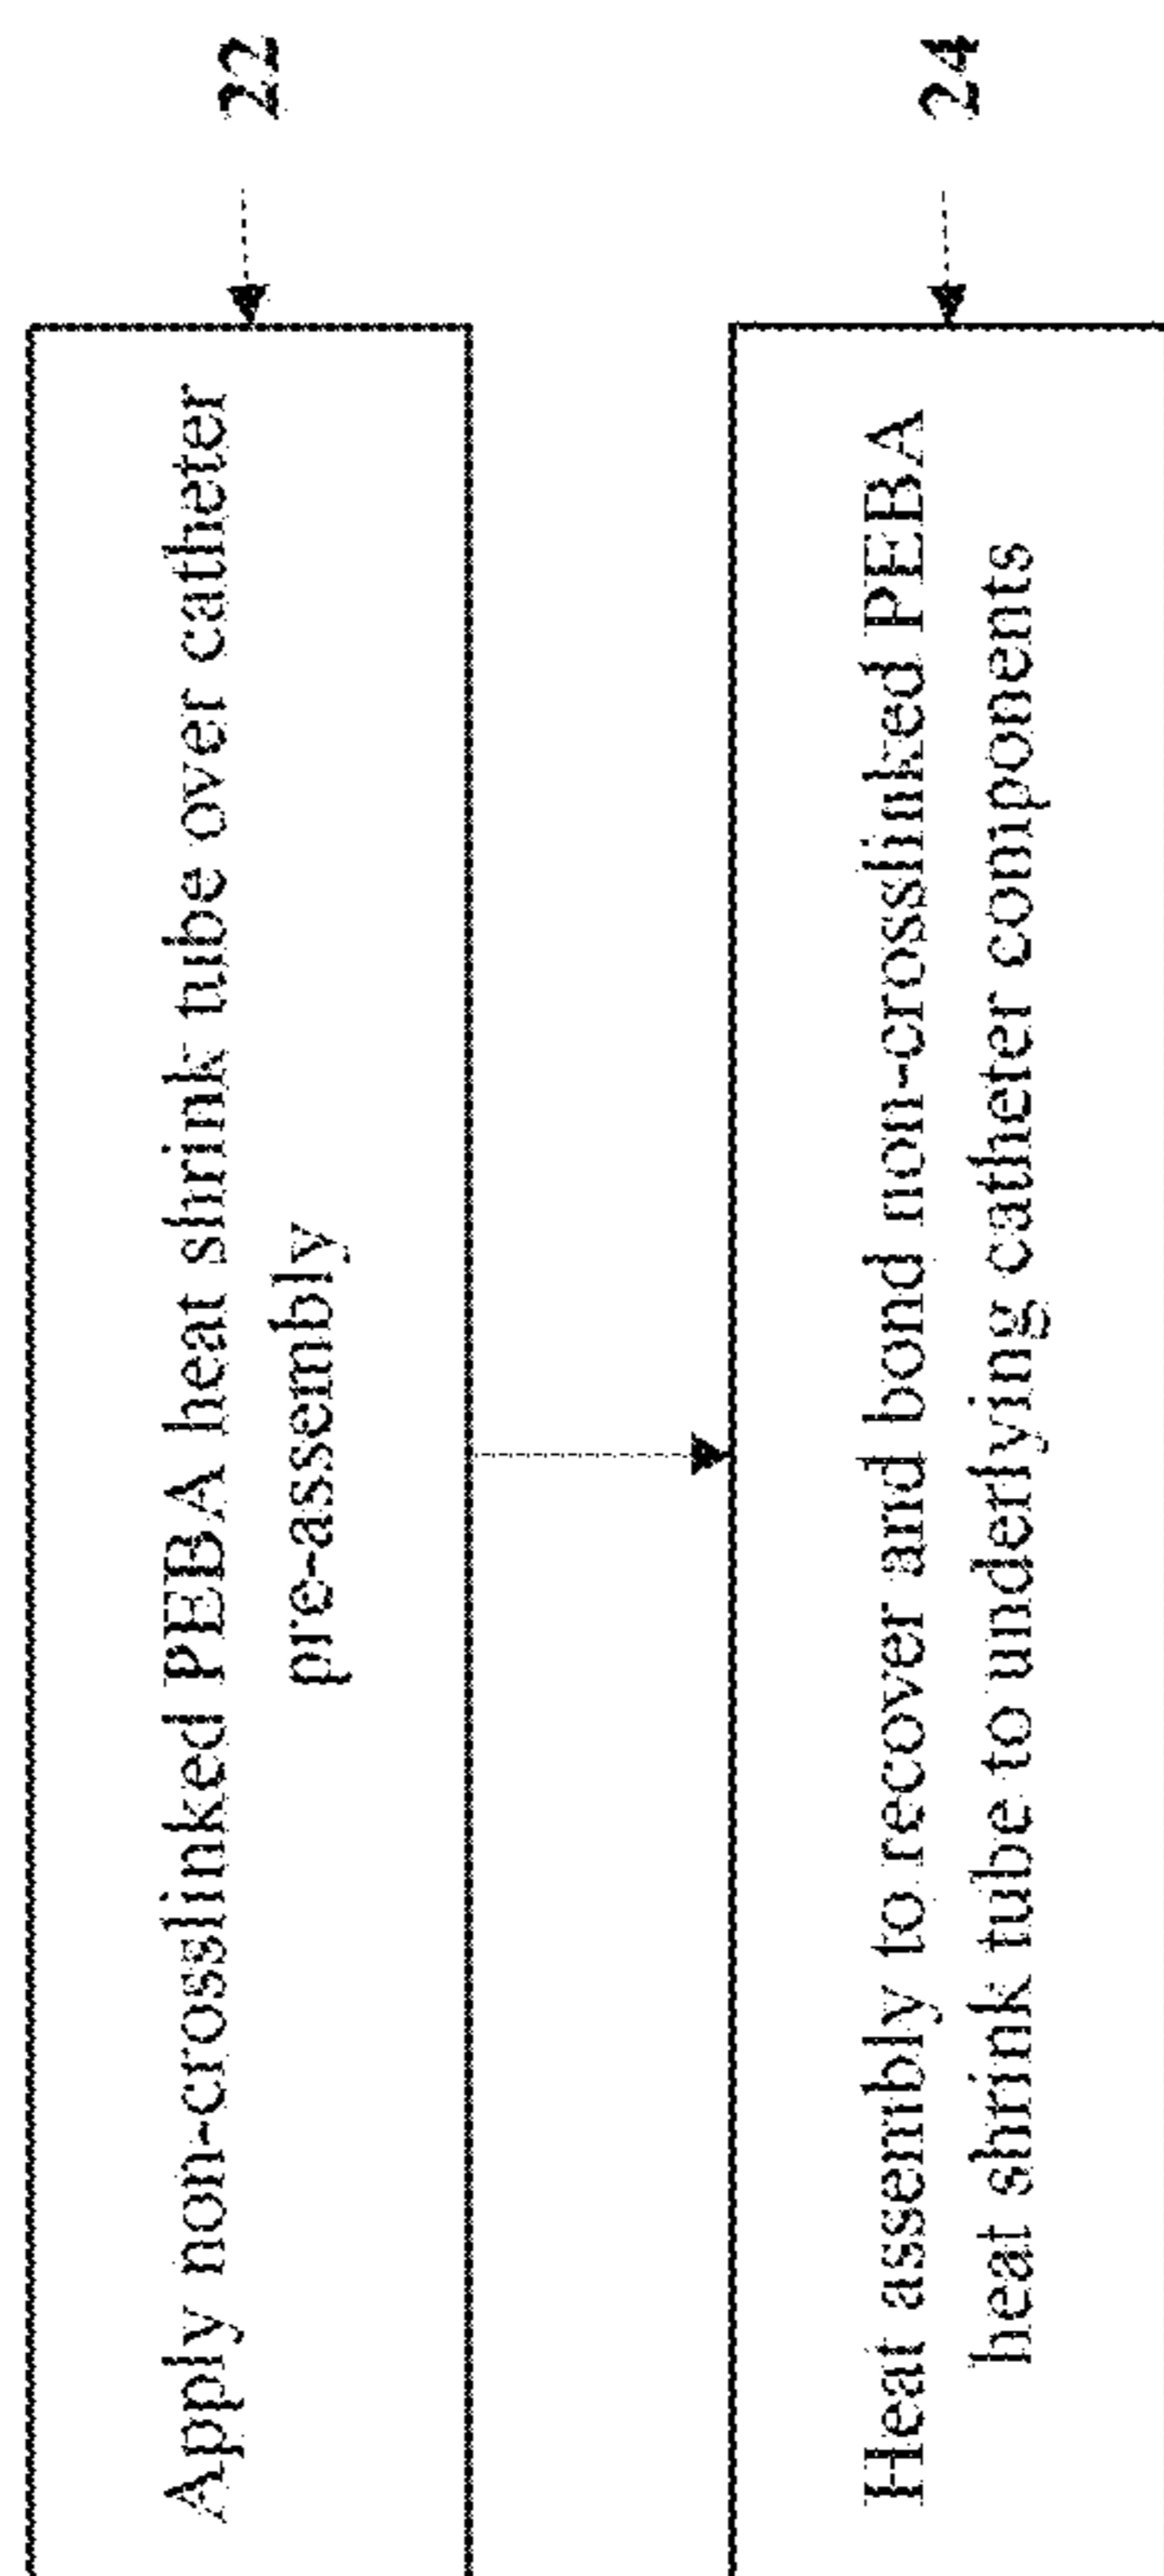 Apply non-crosslinked PEBA heat shrink tube over catheter
pre-assembly
22
Heat assembly to recover and bond non-crosslinked PEBA
heat shrink tube to underlying catheter components
24